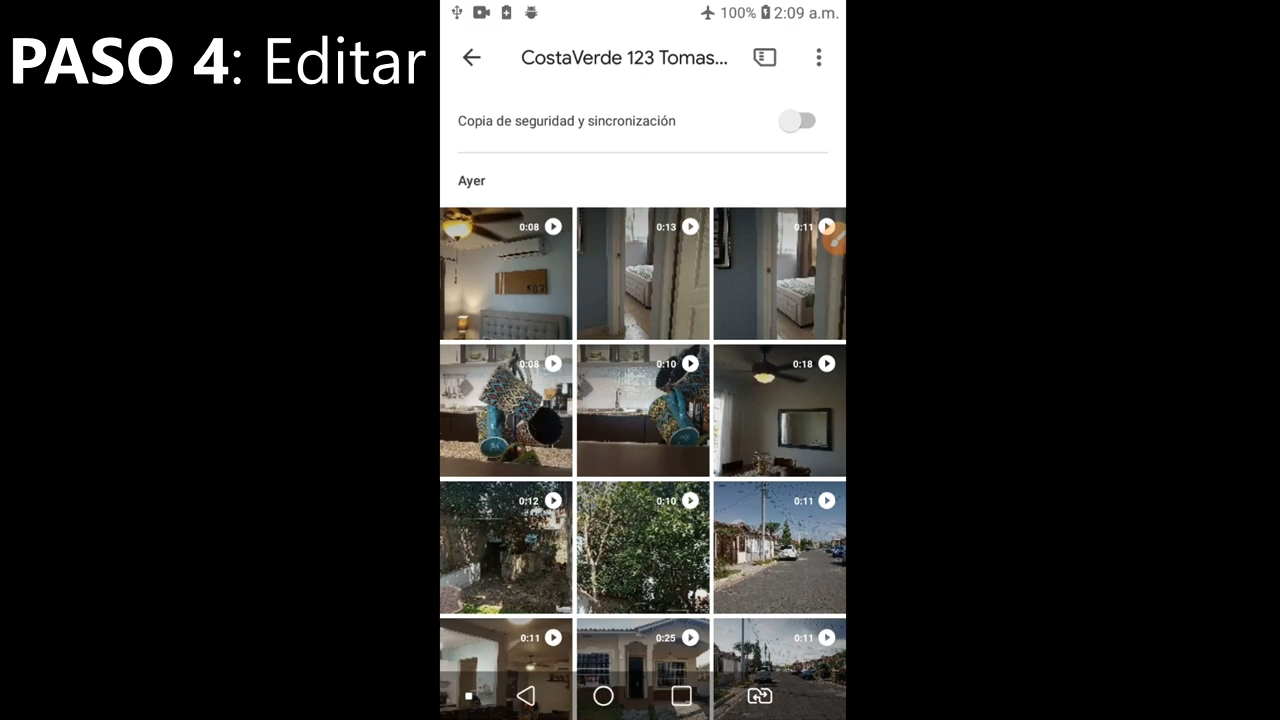 PASO 4: Editar
100% 2:09 a.m.
CostaVerde 123 Tomas...
Copia de seguridad y sincronización
Ayer
0:08
0:13
0:11
507
0:08
0:10
0:18
0:12
0:10
0:11
0:11
0:25
0:11